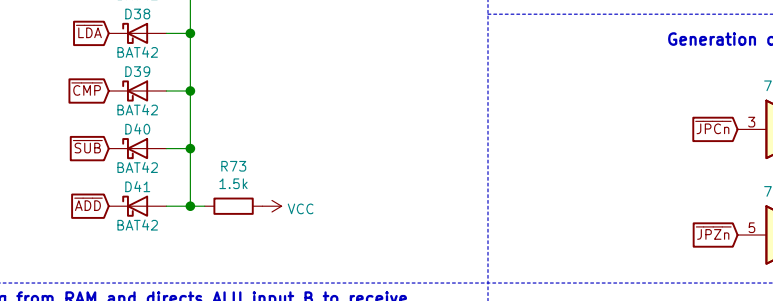 D38
LDA
BAT42
D39
CMP
BAT42
D40
SUB
BAT42
D41
ADD
BAT42
R73
1.5k
VCC
Generation
7
JPCn
3
7
JPZn
5
from RAM and directs ALU input B to receive